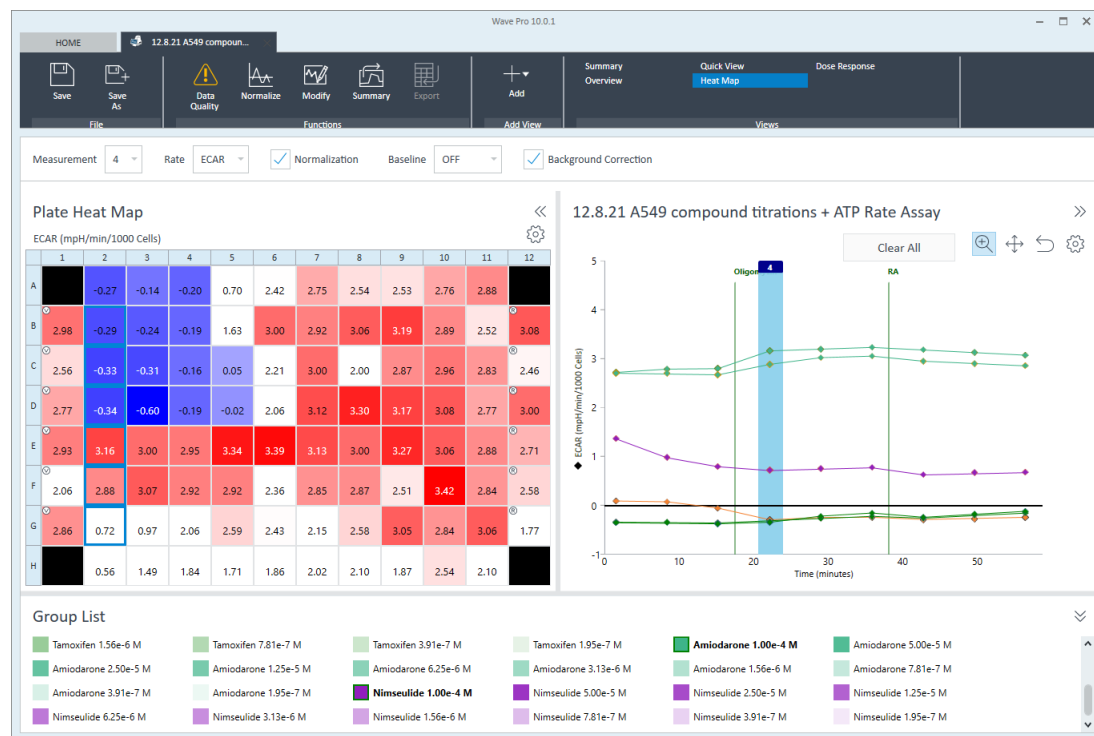 Wave Pro 10.0.1
HOME
12.8.21 A549 compoun...
Save
Save As
Data Quality
Normalize
Modify
Summary
Export
Add
File
Functions
Add View
Views
Summary
Quick View
Dose Response
Overview
Heat Map
Measurement 4 Rate ECAR Normalization Baseline OFF Background Correction
Plate Heat Map
ECAR (mpH/min/1000 Cells)
1 2 3 4 5 6 7 8 9 10 11 12
A -0.27 -0.14 -0.20 0.70 2.42 2.75 2.54 2.53 2.76 2.88
B V 2.98 -0.29 -0.24 -0.19 1.63 3.00 2.92 3.06 3.19 2.89 2.52 R 3.08
C V 2.56 -0.33 -0.31 -0.16 0.05 2.21 3.00 2.00 2.87 2.96 2.83 R 2.46
D V 2.77 -0.34 -0.60 -0.19 -0.02 2.06 3.12 3.30 3.17 3.08 2.77 R 3.00
E V 2.93 3.16 3.00 2.95 3.34 3.39 3.13 3.00 3.27 3.06 2.88 R 2.71
F V 2.06 2.88 3.07 2.92 2.92 2.36 2.85 2.87 2.51 3.42 2.84 R 2.58
G V 2.86 0.72 0.97 2.06 2.59 2.43 2.15 2.58 3.05 2.84 3.06 R 1.77
H 0.56 1.49 1.84 1.71 1.86 2.02 2.10 1.87 2.54 2.10
12.8.21 A549 compound titrations + ATP Rate Assay
Clear All
Oligom
4
RA
ECAR (mpH/min/1000 Cells)
5
4
3
2
1
0
-1
0 10 20 30 40 50
Time (minutes)
Group List
Tamoxifen 1.56e-6 M Tamoxifen 7.81e-7 M Tamoxifen 3.91e-7 M Tamoxifen 1.95e-7 M Amiodarone 1.00e-4 M Amiodarone 5.00e-5 M
Amiodarone 2.50e-5 M Amiodarone 1.25e-5 M Amiodarone 6.25e-6 M Amiodarone 3.13e-6 M Amiodarone 1.56e-6 M Amiodarone 7.81e-7 M
Amiodarone 3.91e-7 M Amiodarone 1.95e-7 M Nimseulide 1.00e-4 M Nimseulide 5.00e-5 M Nimseulide 2.50e-5 M Nimseulide 1.25e-5 M
Nimseulide 6.25e-6 M Nimseulide 3.13e-6 M Nimseulide 1.56e-6 M Nimseulide 7.81e-7 M Nimseulide 3.91e-7 M Nimseulide 1.95e-7 M